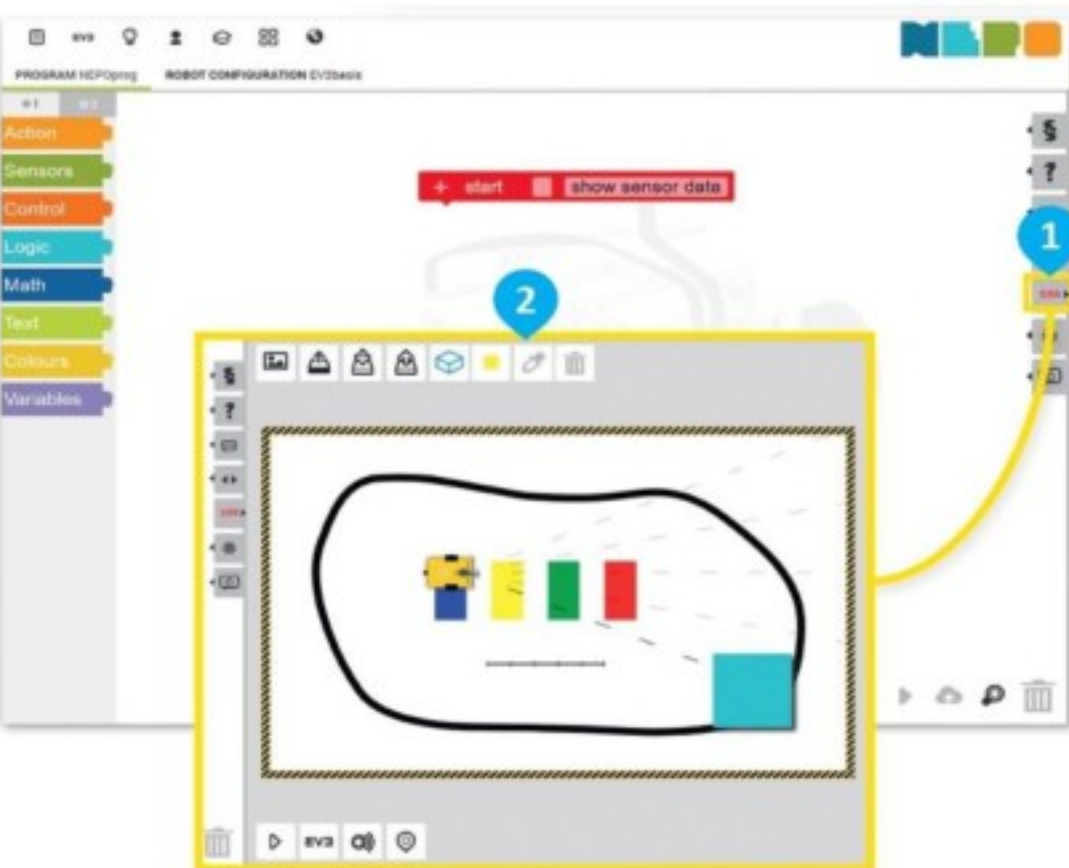 EV3
PROGRAM NEPOprog
ROBOT CONFIGURATION EV3basis
Action
Sensors
Control
Logic
Math
Text
Colours
Variables
+ start show sensor data
?
1
SIM
2
?
SIM
EV3